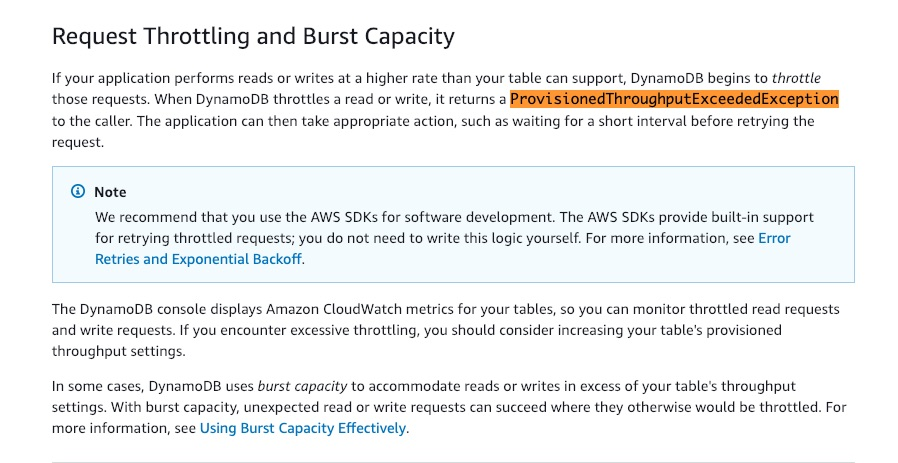 Request Throttling and Burst Capacity
If your application performs reads or writes at a higher rate than your table can support, DynamoDB begins to throttle
those requests. When DynamoDB throttles a read or write, it returns a ProvisionedThroughputExceededException
to the caller. The application can then take appropriate action, such as waiting for a short interval before retrying the
request.
Note
We recommend that you use the AWS SDKs for software development. The AWS SDKs provide built-in support
for retrying throttled requests; you do not need to write this logic yourself. For more information, see Error
Retries and Exponential Backoff.
The DynamoDB console displays Amazon CloudWatch metrics for your tables, so you can monitor throttled read requests
and write requests. If you encounter excessive throttling, you should consider increasing your table's provisioned
throughput settings.
In some cases, DynamoDB uses burst capacity to accommodate reads or writes in excess of your table's throughput
settings. With burst capacity, unexpected read or write requests can succeed where they otherwise would be throttled. For
more information, see Using Burst Capacity Effectively.